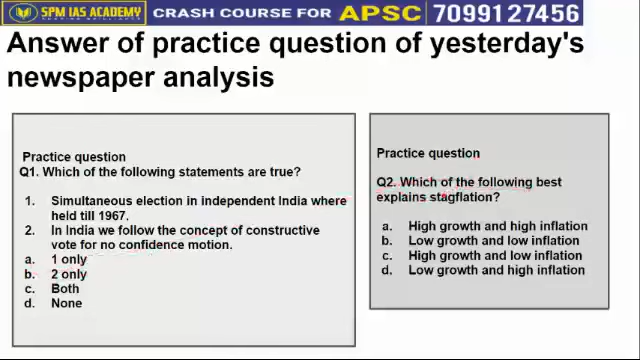 SPM IAS ACADEMY CRASH COURSE FOR APSC 7099127456
Answer of practice question of yesterday's
newspaper analysis
Practice question
Q1. Which of the following statements are true?
1. Simultaneous election in independent India where
held till 1967.
2. In India we follow the concept of constructive
vote for no confidence motion.
a. 1 only
b. 2 only
c. Both
d. None
Practice question
Q2. Which of the following best
explains stagflation?
a. High growth and high inflation
b. Low growth and low inflation
c. High growth and low inflation
d. Low growth and high inflation